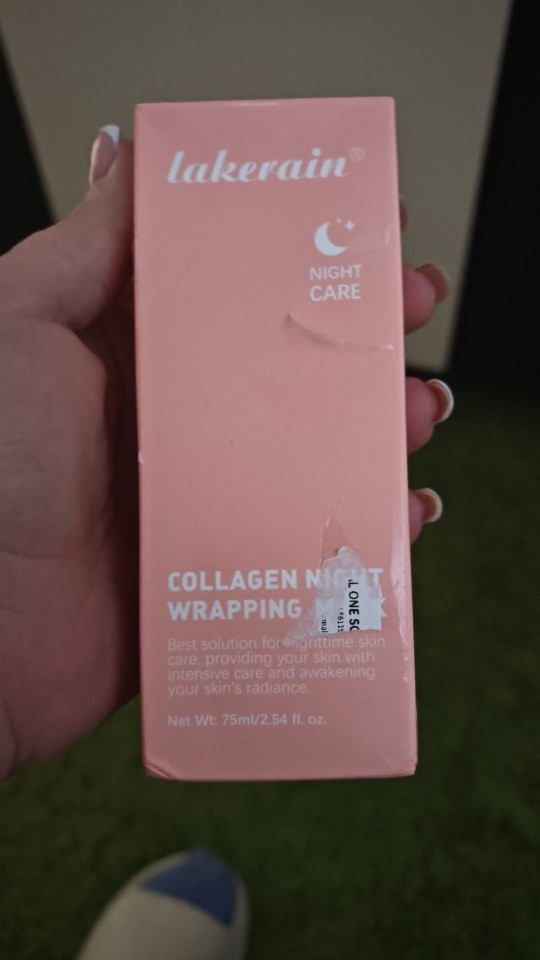 lakerain®
NIGHT
CARE
COLLAGEN NIGHT
WRAPPING
Best solution for nighttime skin
care, providing your skin with
intensive care and awakening
your skin's radiance.
Net Wt: 75ml/2.54 fl. oz.
ONE